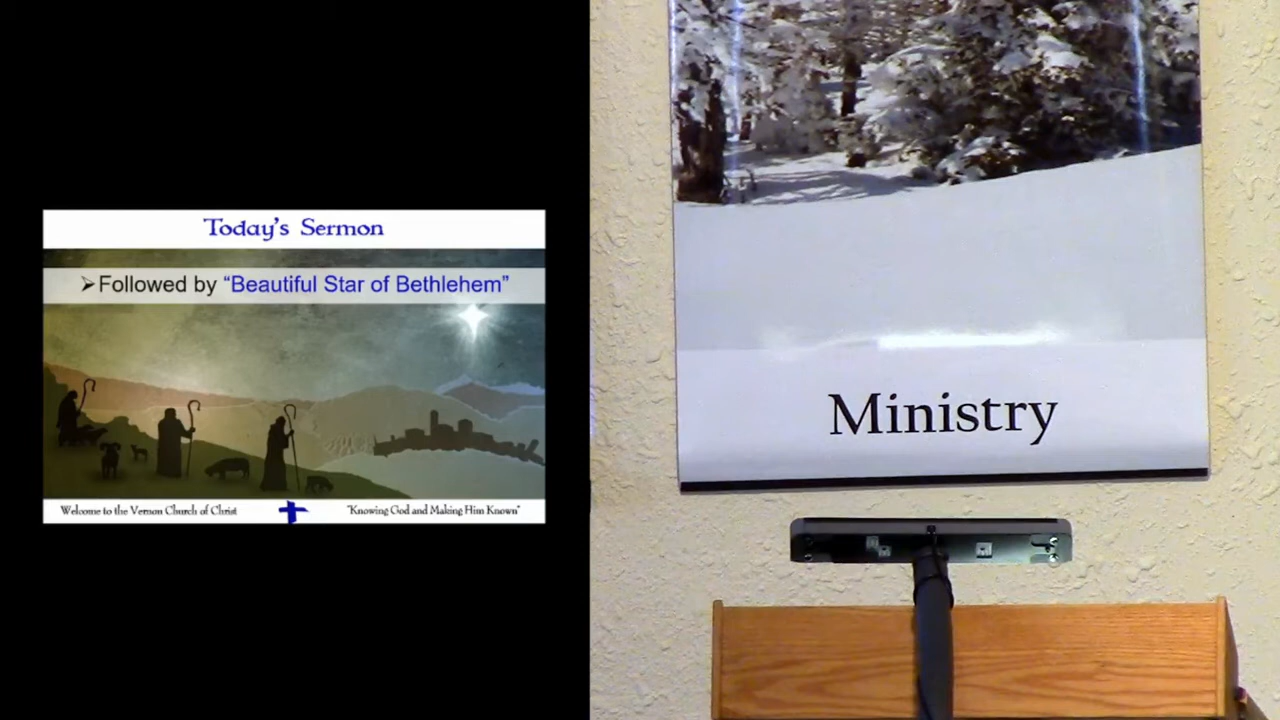 Today's Sermon
➢Followed by “Beautiful Star of Bethlehem”
Welcome to the Vernon Church of Christ
"Knowing God and Making Him Known"
Ministry